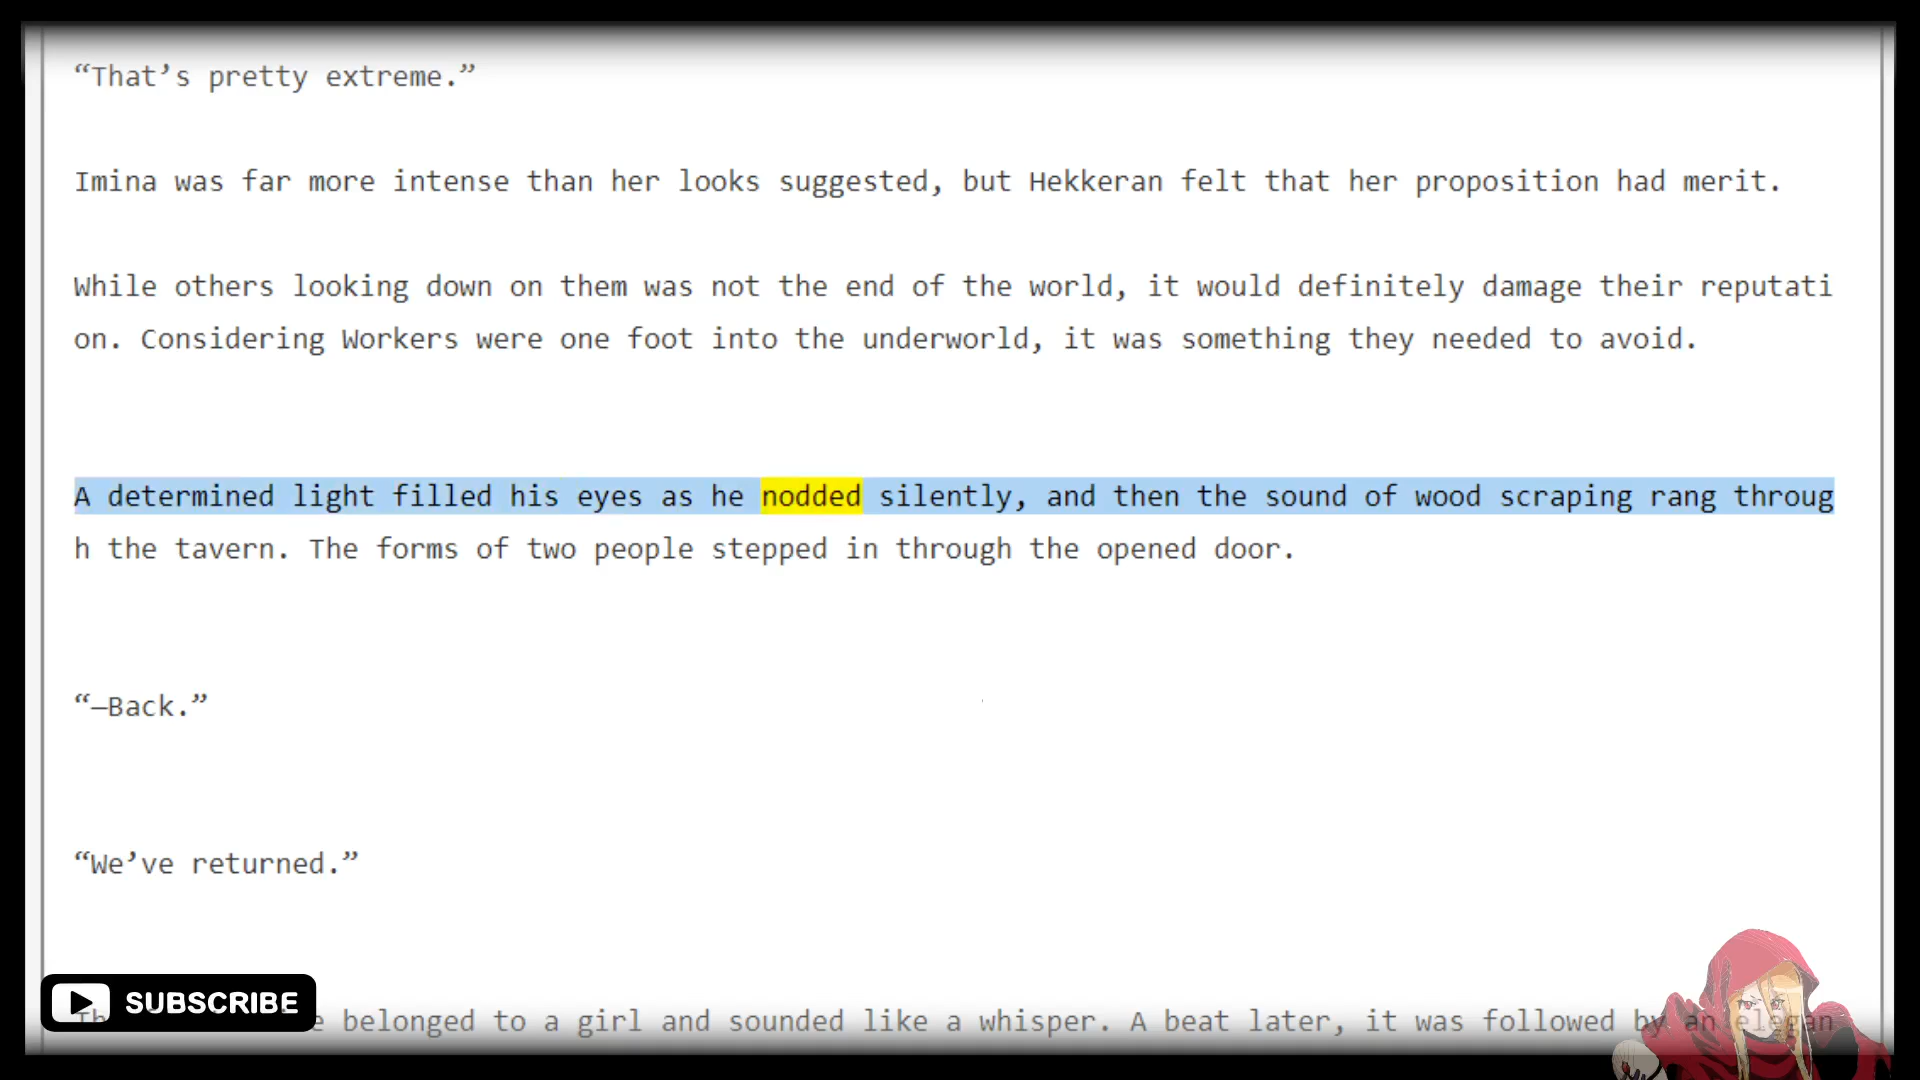 “That’s pretty extreme.”
Imina was far more intense than her looks suggested, but Hekkeran felt that her proposition had merit.
While others looking down on them was not the end of the world, it would definitely damage their reputati
on. Considering Workers were one foot into the underworld, it was something they needed to avoid.
A determined light filled his eyes as he nodded silently, and then the sound of wood scraping rang throug
h the tavern. The forms of two people stepped in through the opened door.
“—Back.”
“We’ve returned.”
belonged to a girl and sounded like a whisper. A beat later, it was followed by an elegan
SUBSCRIBE